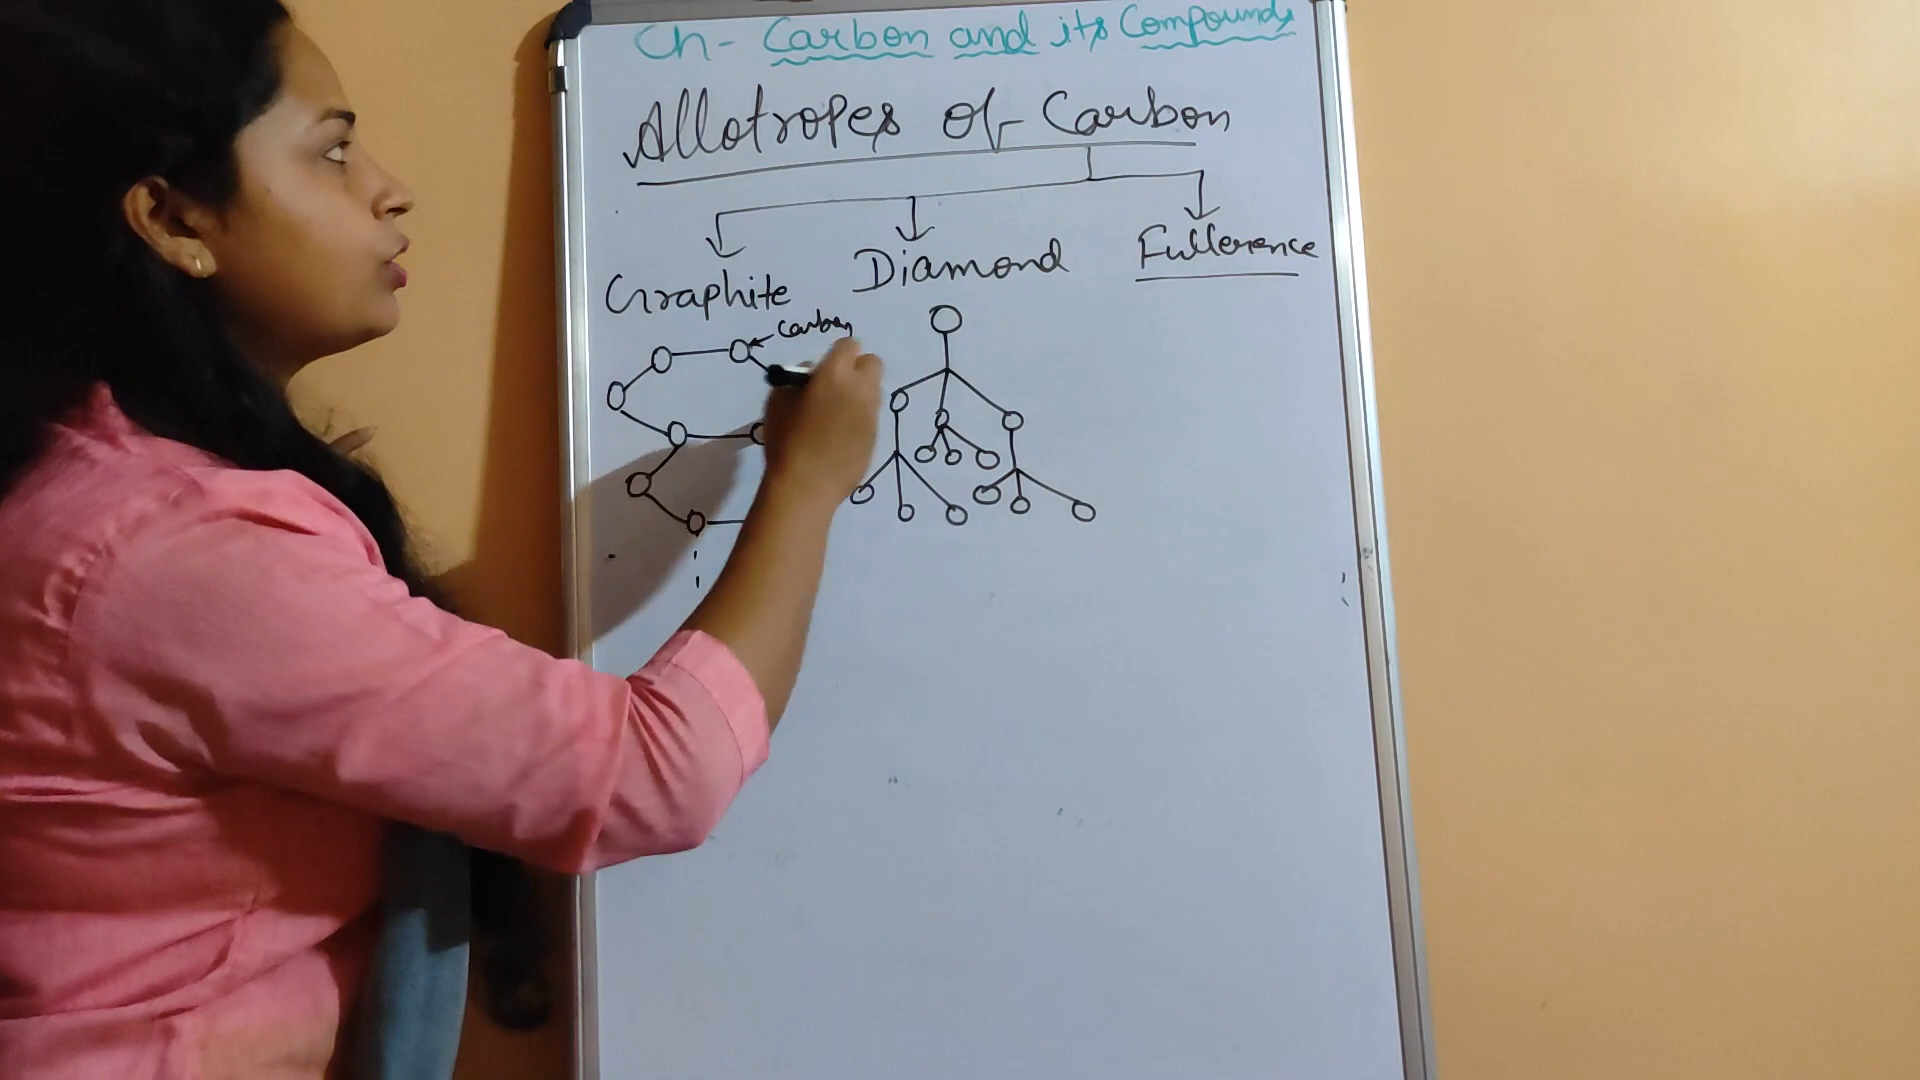 Ch- Carbon and its Compounds
Allotropes of Carbon
Graphite Diamond Fullerence
Carbon